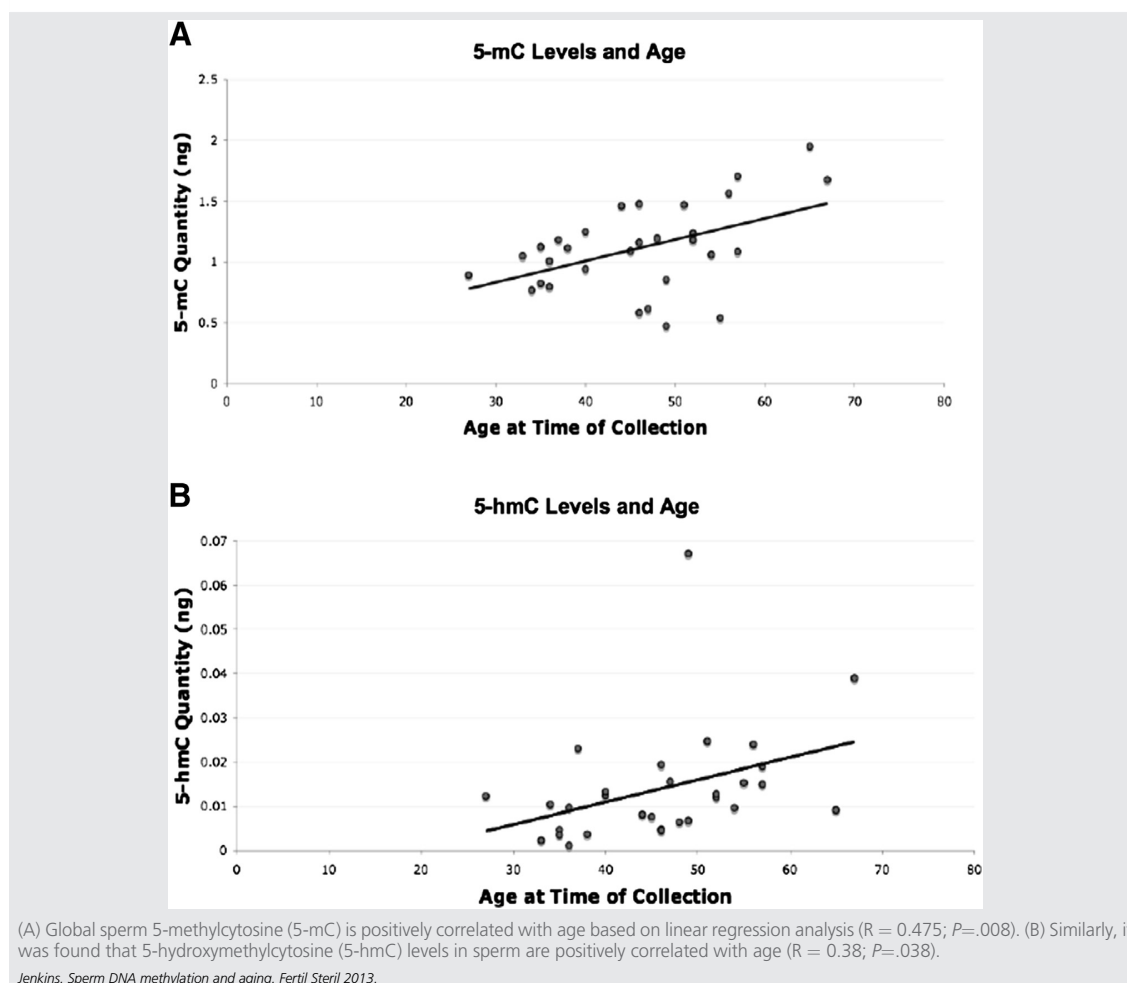 A
5-mC Levels and Age
5-mC Quantity (ng)
2.5
2
1.5
1
0.5
0
0 10 20 30 40 50 60 70 80
Age at Time of Collection
B
5-hmC Levels and Age
5-hmC Quantity (ng)
0.07
0.06
0.05
0.04
0.03
0.02
0.01
0
0 10 20 30 40 50 60 70 80
Age at Time of Collection
(A) Global sperm 5-methylcytosine (5-mC) is positively correlated with age based on linear regression analysis (R = 0.475; P=.008). (B) Similarly, i
was found that 5-hydroxymethylcytosine (5-hmC) levels in sperm are positively correlated with age (R = 0.38; P=.038).
Jenkins. Sperm DNA methylation and aging. Fertil Steril 2013.